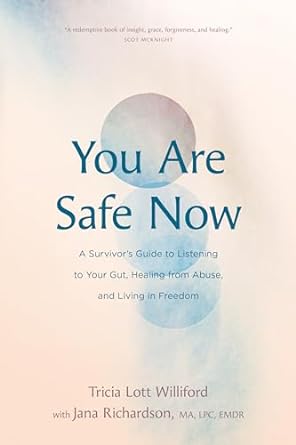 "A redemptive book of insight, grace, forgiveness, and healing."
SCOT MCKNIGHT
You Are
Safe Now
A Survivor's Guide to Listening
to Your Gut, Healing from Abuse,
and Living in Freedom
Tricia Lott Williford
with Jana Richardson, MA, LPC, EMDR